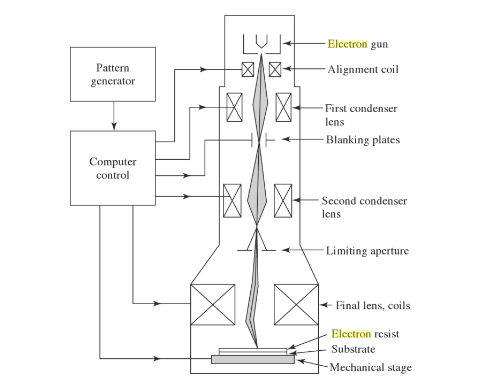 Electron gun
Pattern
generator
Alignment coil
First condenser
lens
Blanking plates
Computer
control
Second condenser
lens
Limiting aperture
Final lens, coils
Electron resist
Substrate
Mechanical stage